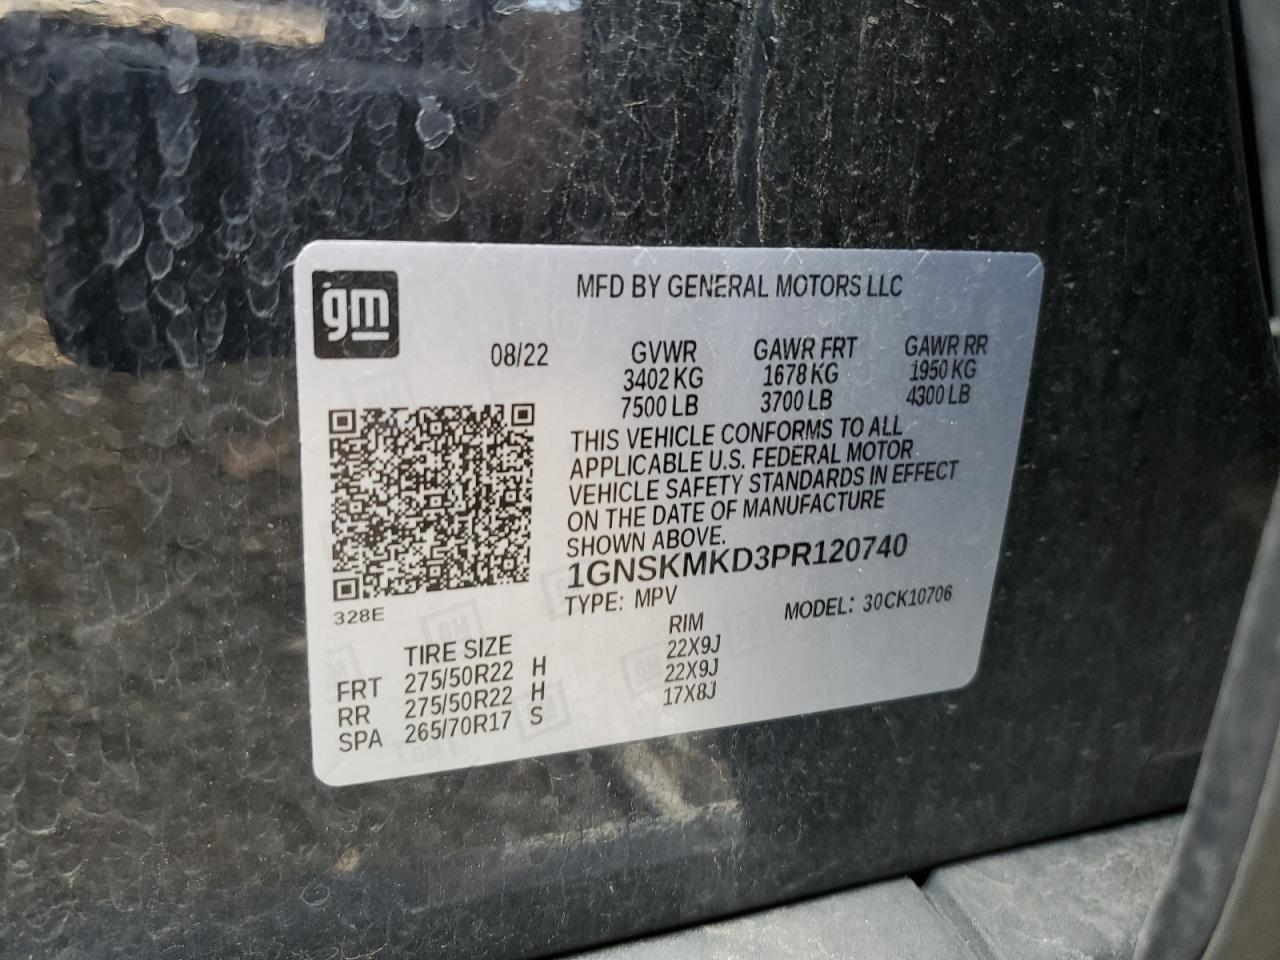 gm
MFD BY GENERAL MOTORS LLC
08/22 GVWR GAWR FRT GAWR RR
3402 KG 1678 KG 1950 KG
7500 LB 3700 LB 4300 LB
THIS VEHICLE CONFORMS TO ALL
APPLICABLE U.S. FEDERAL MOTOR
VEHICLE SAFETY STANDARDS IN EFFECT
ON THE DATE OF MANUFACTURE
SHOWN ABOVE.
1GNSKMKD3PR120740
328E
TYPE: MPV MODEL: 30CK10706
TIRE SIZE RIM
FRT 275/50R22 H 22X9J
RR 275/50R22 H 22X9J
SPA 265/70R17 S 17X8J